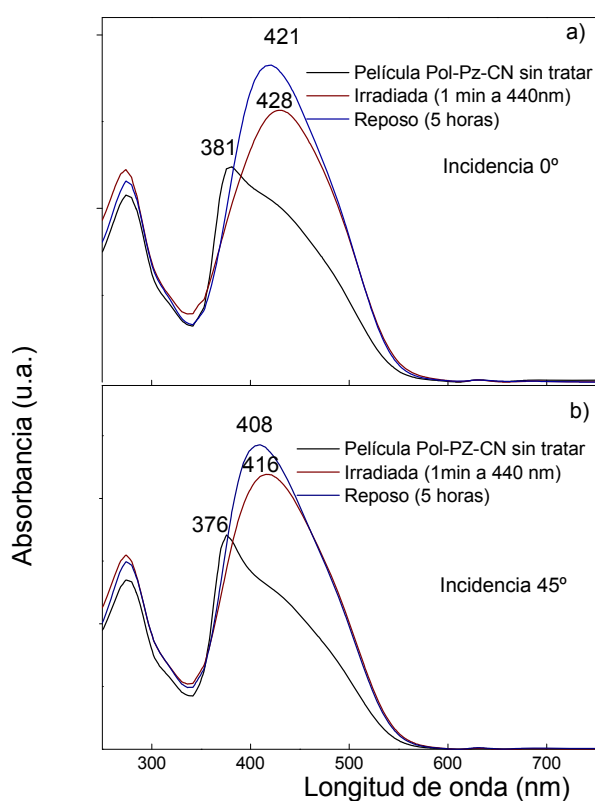 a)
421
Película Pol-Pz-CN sin tratar
Irradiada (1 min a 440nm)
Reposo (5 horas)
428
381
Incidencia 0º
b)
408
Película Pol-PZ-CN sin tratar
Irradiada (1min a 440 nm)
Reposo (5 horas)
416
376
Incidencia 45º
Absorbancia (u.a.)
300 400 500 600 700
Longitud de onda (nm)